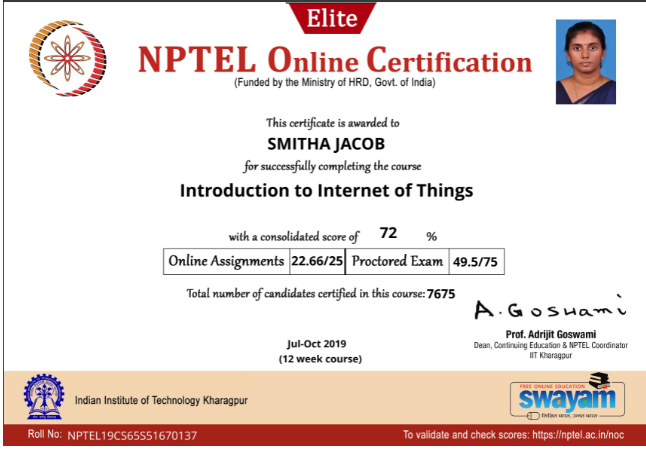 Elite
NPTEL Online Certification
(Funded by the Ministry of HRD, Govt. of India)
This certificate is awarded to
SMITHA JACOB
for successfully completing the course
Introduction to Internet of Things
with a consolidated score of 72 %
Online Assignments 22.66/25 Proctored Exam 49.5/75
Total number of candidates certified in this course: 7675
A. Goswami
Prof. Adrijit Goswami
Dean, Continuing Education & NPTEL Coordinator
IIT Kharagpur
Jul-Oct 2019
(12 week course)
Indian Institute of Technology Kharagpur
FREE ONLINE EDUCATION
swayam
शिक्षित भारत, उन्नत भारत
Roll No: NPTEL19CS65S51670137
To validate and check scores: https://nptel.ac.in/noc